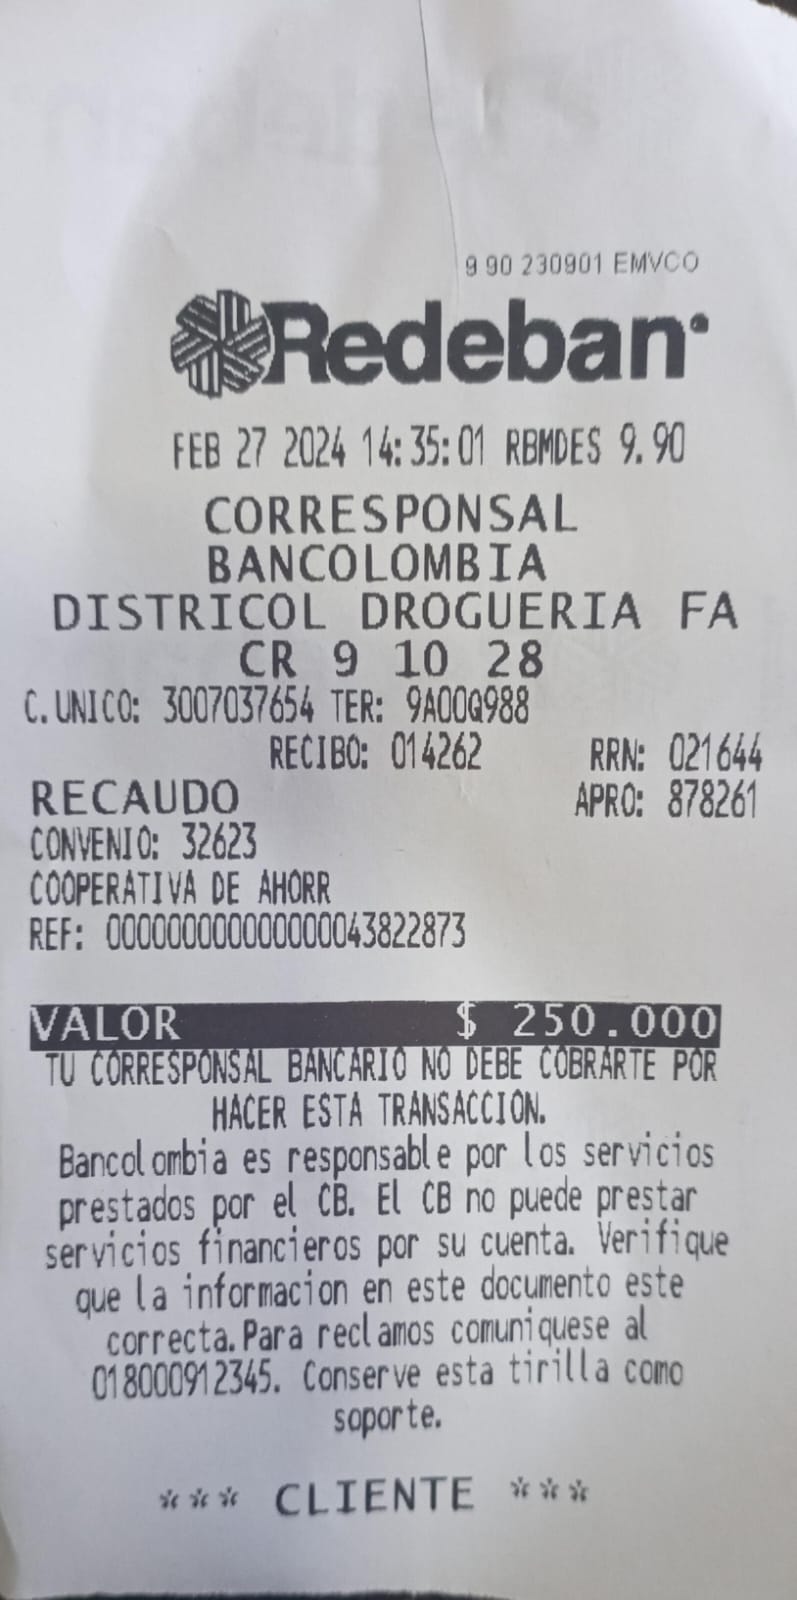 9 90 230901 EMVCO
Redeban
FEB 27 2024 14:35:01 RBMDES 9.90
CORRESPONSAL
BANCOLOMBIA
DISTRICOL DROGUERIA FA
CR 9 10 28
C.UNICO: 3007037654 TER: 9A00Q988
RECIBO: 014262 RRN: 021644
RECAUDO APRO: 878261
CONVENIO: 32623
COOPERATIVA DE AHORR
REF: 000000000000000043822873
VALOR $ 250.000
TU CORRESPONSAL BANCARIO NO DEBE COBRARTE POR
HACER ESTA TRANSACCIÓN.
Bancolombia es responsable por los servicios
prestados por el CB. El CB no puede prestar
servicios financieros por su cuenta. Verifique
que la informacion en este documento este
correcta.Para reclamos comuniquese al
018000912345. Conserve esta tirilla como
soporte.
*** CLIENTE ***